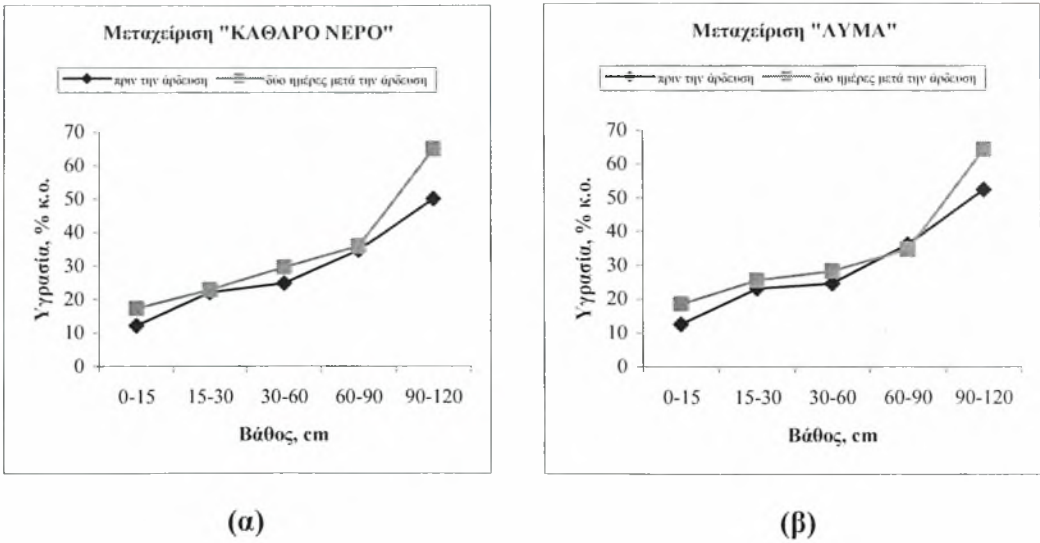 Μεταχείριση "ΚΑΘΑΡΟ ΝΕΡΟ"
πριν την άρδευση δύο ημέρες μετά την άρδευση
70
60
50
40
30
20
10
0
Υγρασία, % κ.ο.
0-15 15-30 30-60 60-90 90-120
Βάθος, cm
(α)
Μεταχείριση "ΛΥΜΑ"
πριν την άρδευση δύο ημέρες μετά την άρδευση
70
60
50
40
30
20
10
0
Υγρασία, % κ.ο.
0-15 15-30 30-60 60-90 90-120
Βάθος, cm
(β)